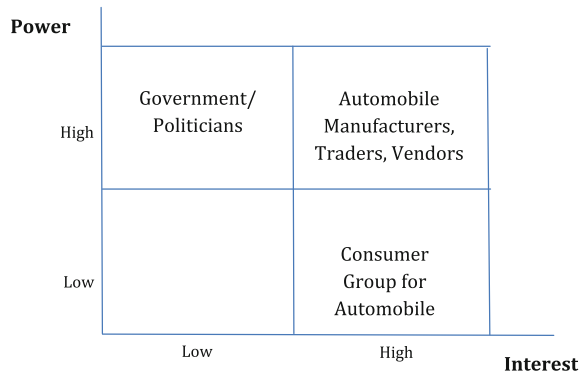 Power
Government/
Politicians
Automobile
Manufacturers,
Traders, Vendors
High
Consumer
Group for
Automobile
Low
Low
High
Interest